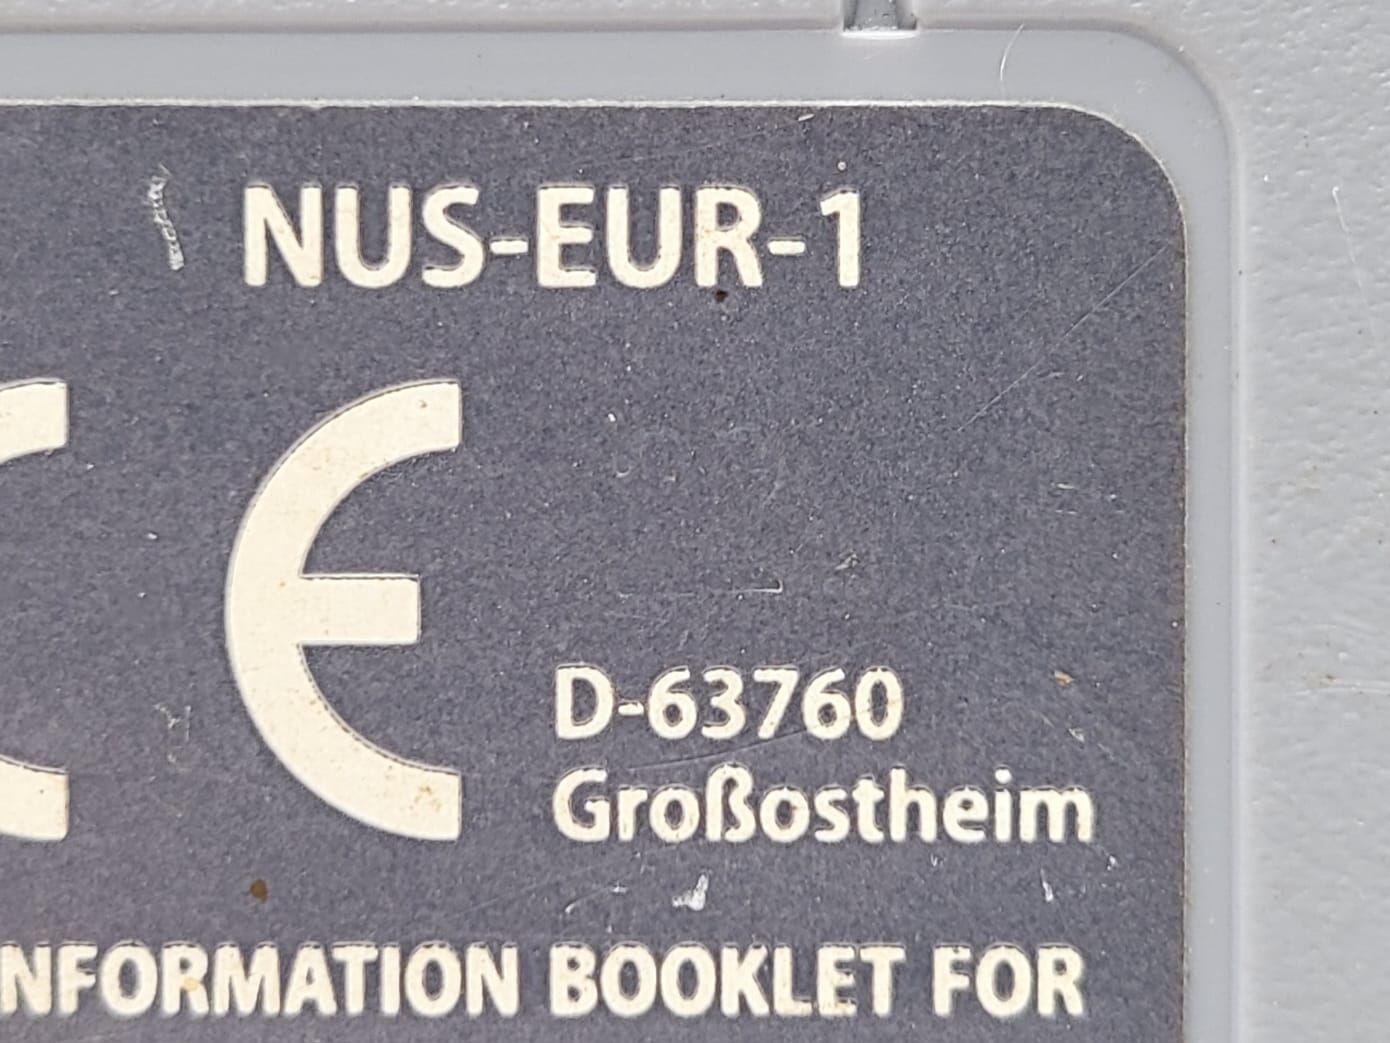 NUS-EUR-1
CE
D-63760
Großostheim
NFORMATION BOOKLET FOR